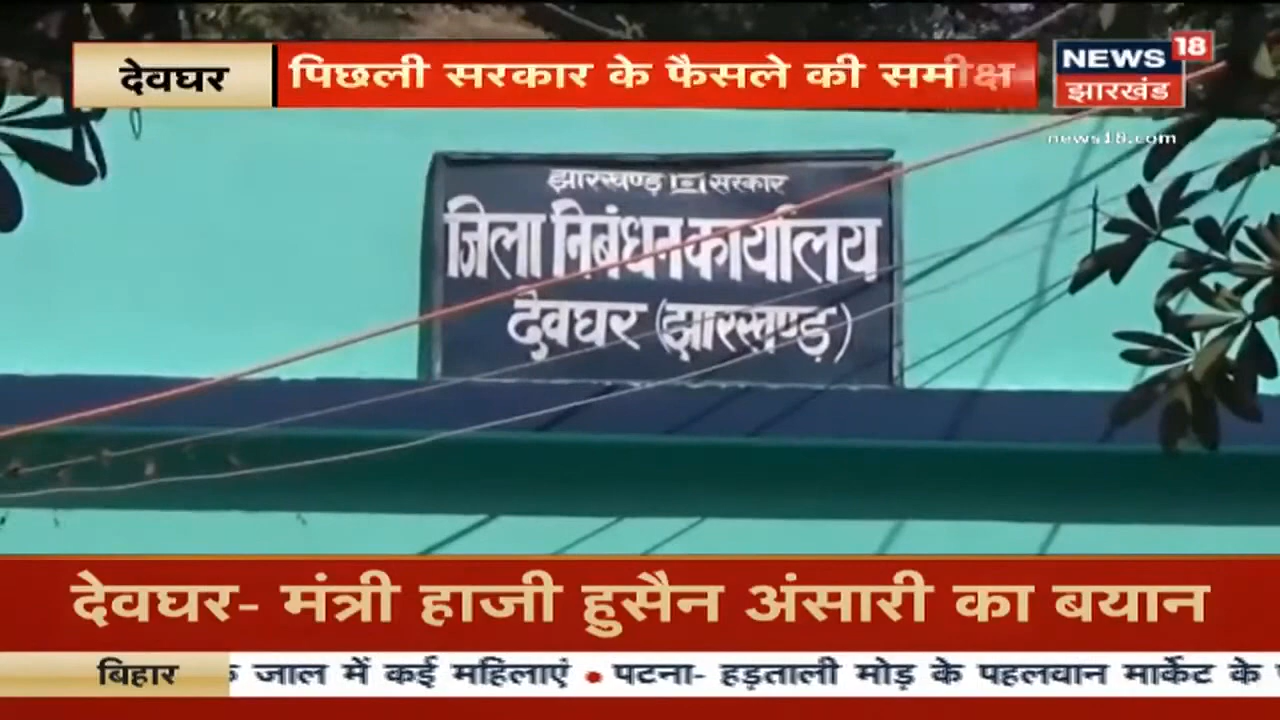 देवघर
पिछली सरकार के फैसले की समीक्ष
NEWS 18
झारखंड
news18.com
झारखण्ड सरकार
जिला निबंधन कार्यालय
देवघर (झारखण्ड)
देवघर- मंत्री हाजी हुसैन अंसारी का बयान
बिहार
जाल में कई महिलाएं • पटना- हड़ताली मोड़ के पहलवान मार्केट के